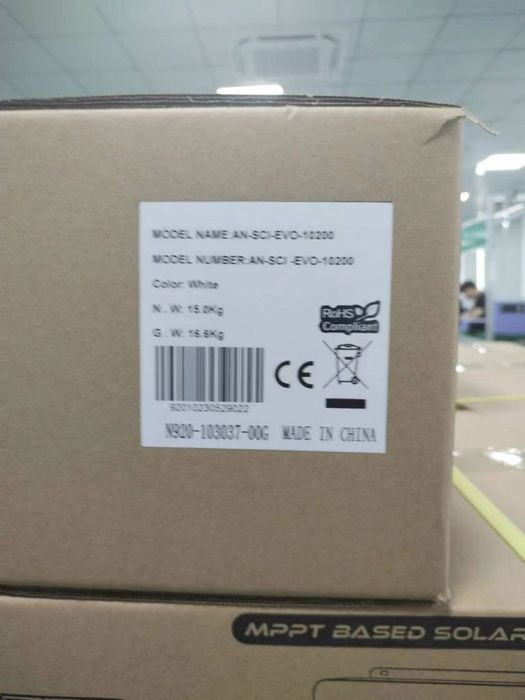 MODEL NAME:AN-SCI-EVO-10200
MODEL NUMBER:AN-SCI -EVO-10200
Color: White
N . W: 15.0Kg
G . W: 16.6Kg
RoHS
Compliant
CE
92010230529022
N920-103037-00G MADE IN CHINA
MPPT BASED SOLAR